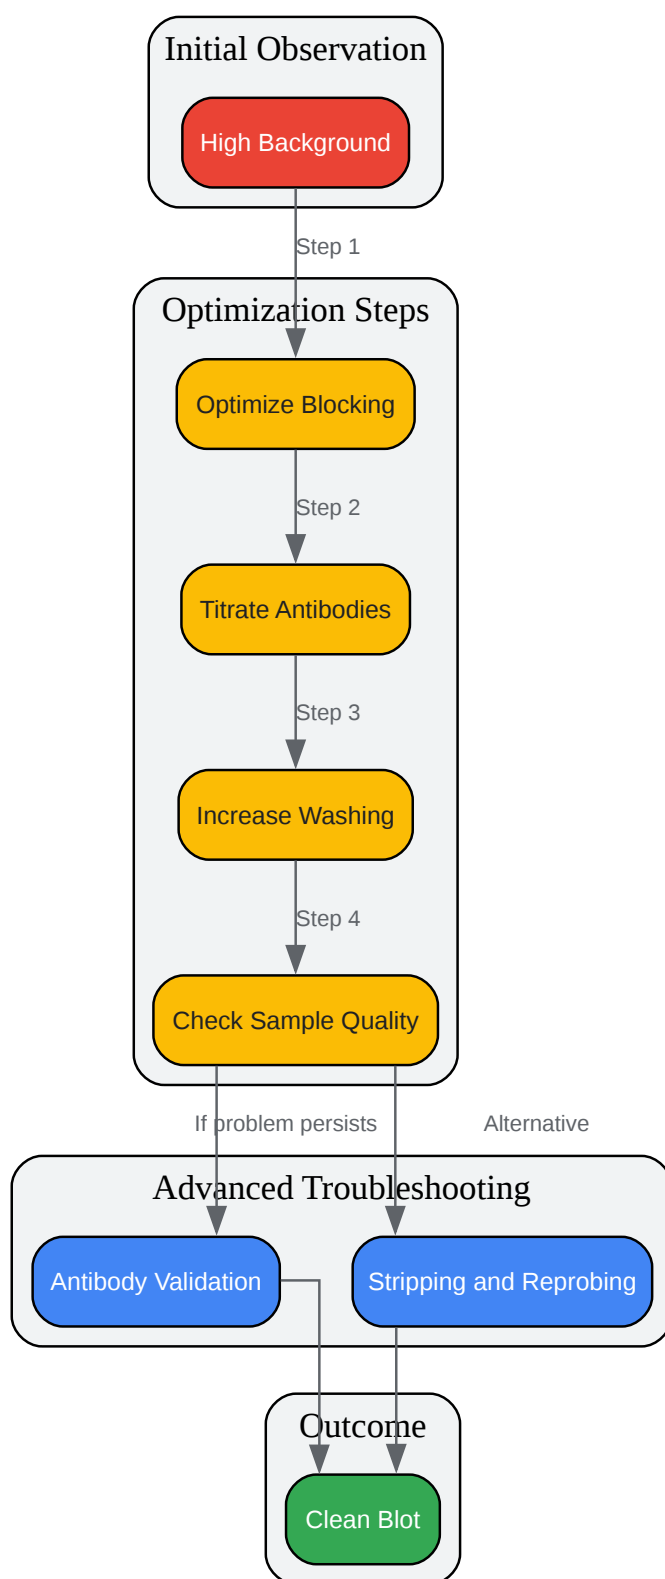 Initial Observation
High Background
Step 1
Optimization Steps
Optimize Blocking
Step 2
Titrate Antibodies
Step 3
Increase Washing
Step 4
Check Sample Quality
If problem persists
Alternative
Advanced Troubleshooting
Antibody Validation
Stripping and Reprobing
Outcome
Clean Blot